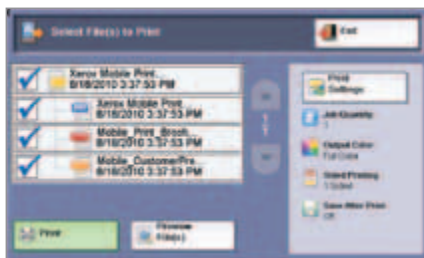 Select File(s) to Print
Exit
Xerox Mobile Print...
8/18/2010 3:37:53 PM
Xerox Mobile Print...
8/18/2010 3:37:53 PM
Mobile_Print_Broch...
8/18/2010 3:37:53 PM
Mobile_CustomerPre...
8/18/2010 3:37:53 PM
Print
Settings
Job Quantity
1
Output Color
Full Color
Sided Printing
1 Sided
Save After Print
Off
Print
Preview
File(s)